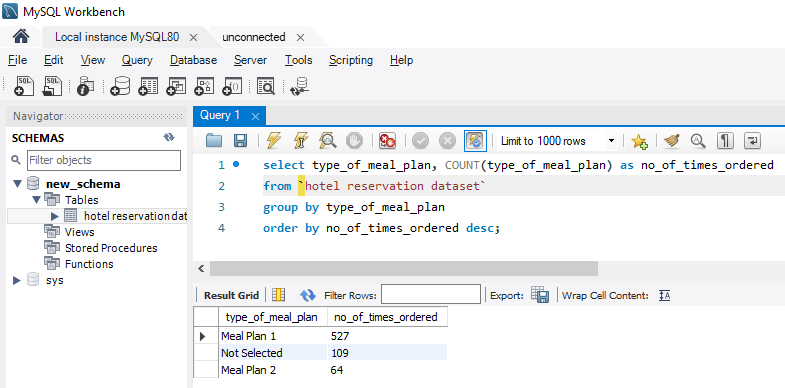 MySQL Workbench
Local instance MySQL80 × unconnected ×
File Edit View Query Database Server Tools Scripting Help
Navigator
SCHEMAS
Filter objects
new_schema
Tables
hotel reservation dat
Views
Stored Procedures
Functions
sys
Query 1 ×
Limit to 1000 rows
1 select type_of_meal_plan, COUNT(type_of_meal_plan) as no_of_times_ordered
2 from `hotel reservation dataset`
3 group by type_of_meal_plan
4 order by no_of_times_ordered desc;
Result Grid Filter Rows: Export: Wrap Cell Content:
type_of_meal_plan no_of_times_ordered
Meal Plan 1 527
Not Selected 109
Meal Plan 2 64